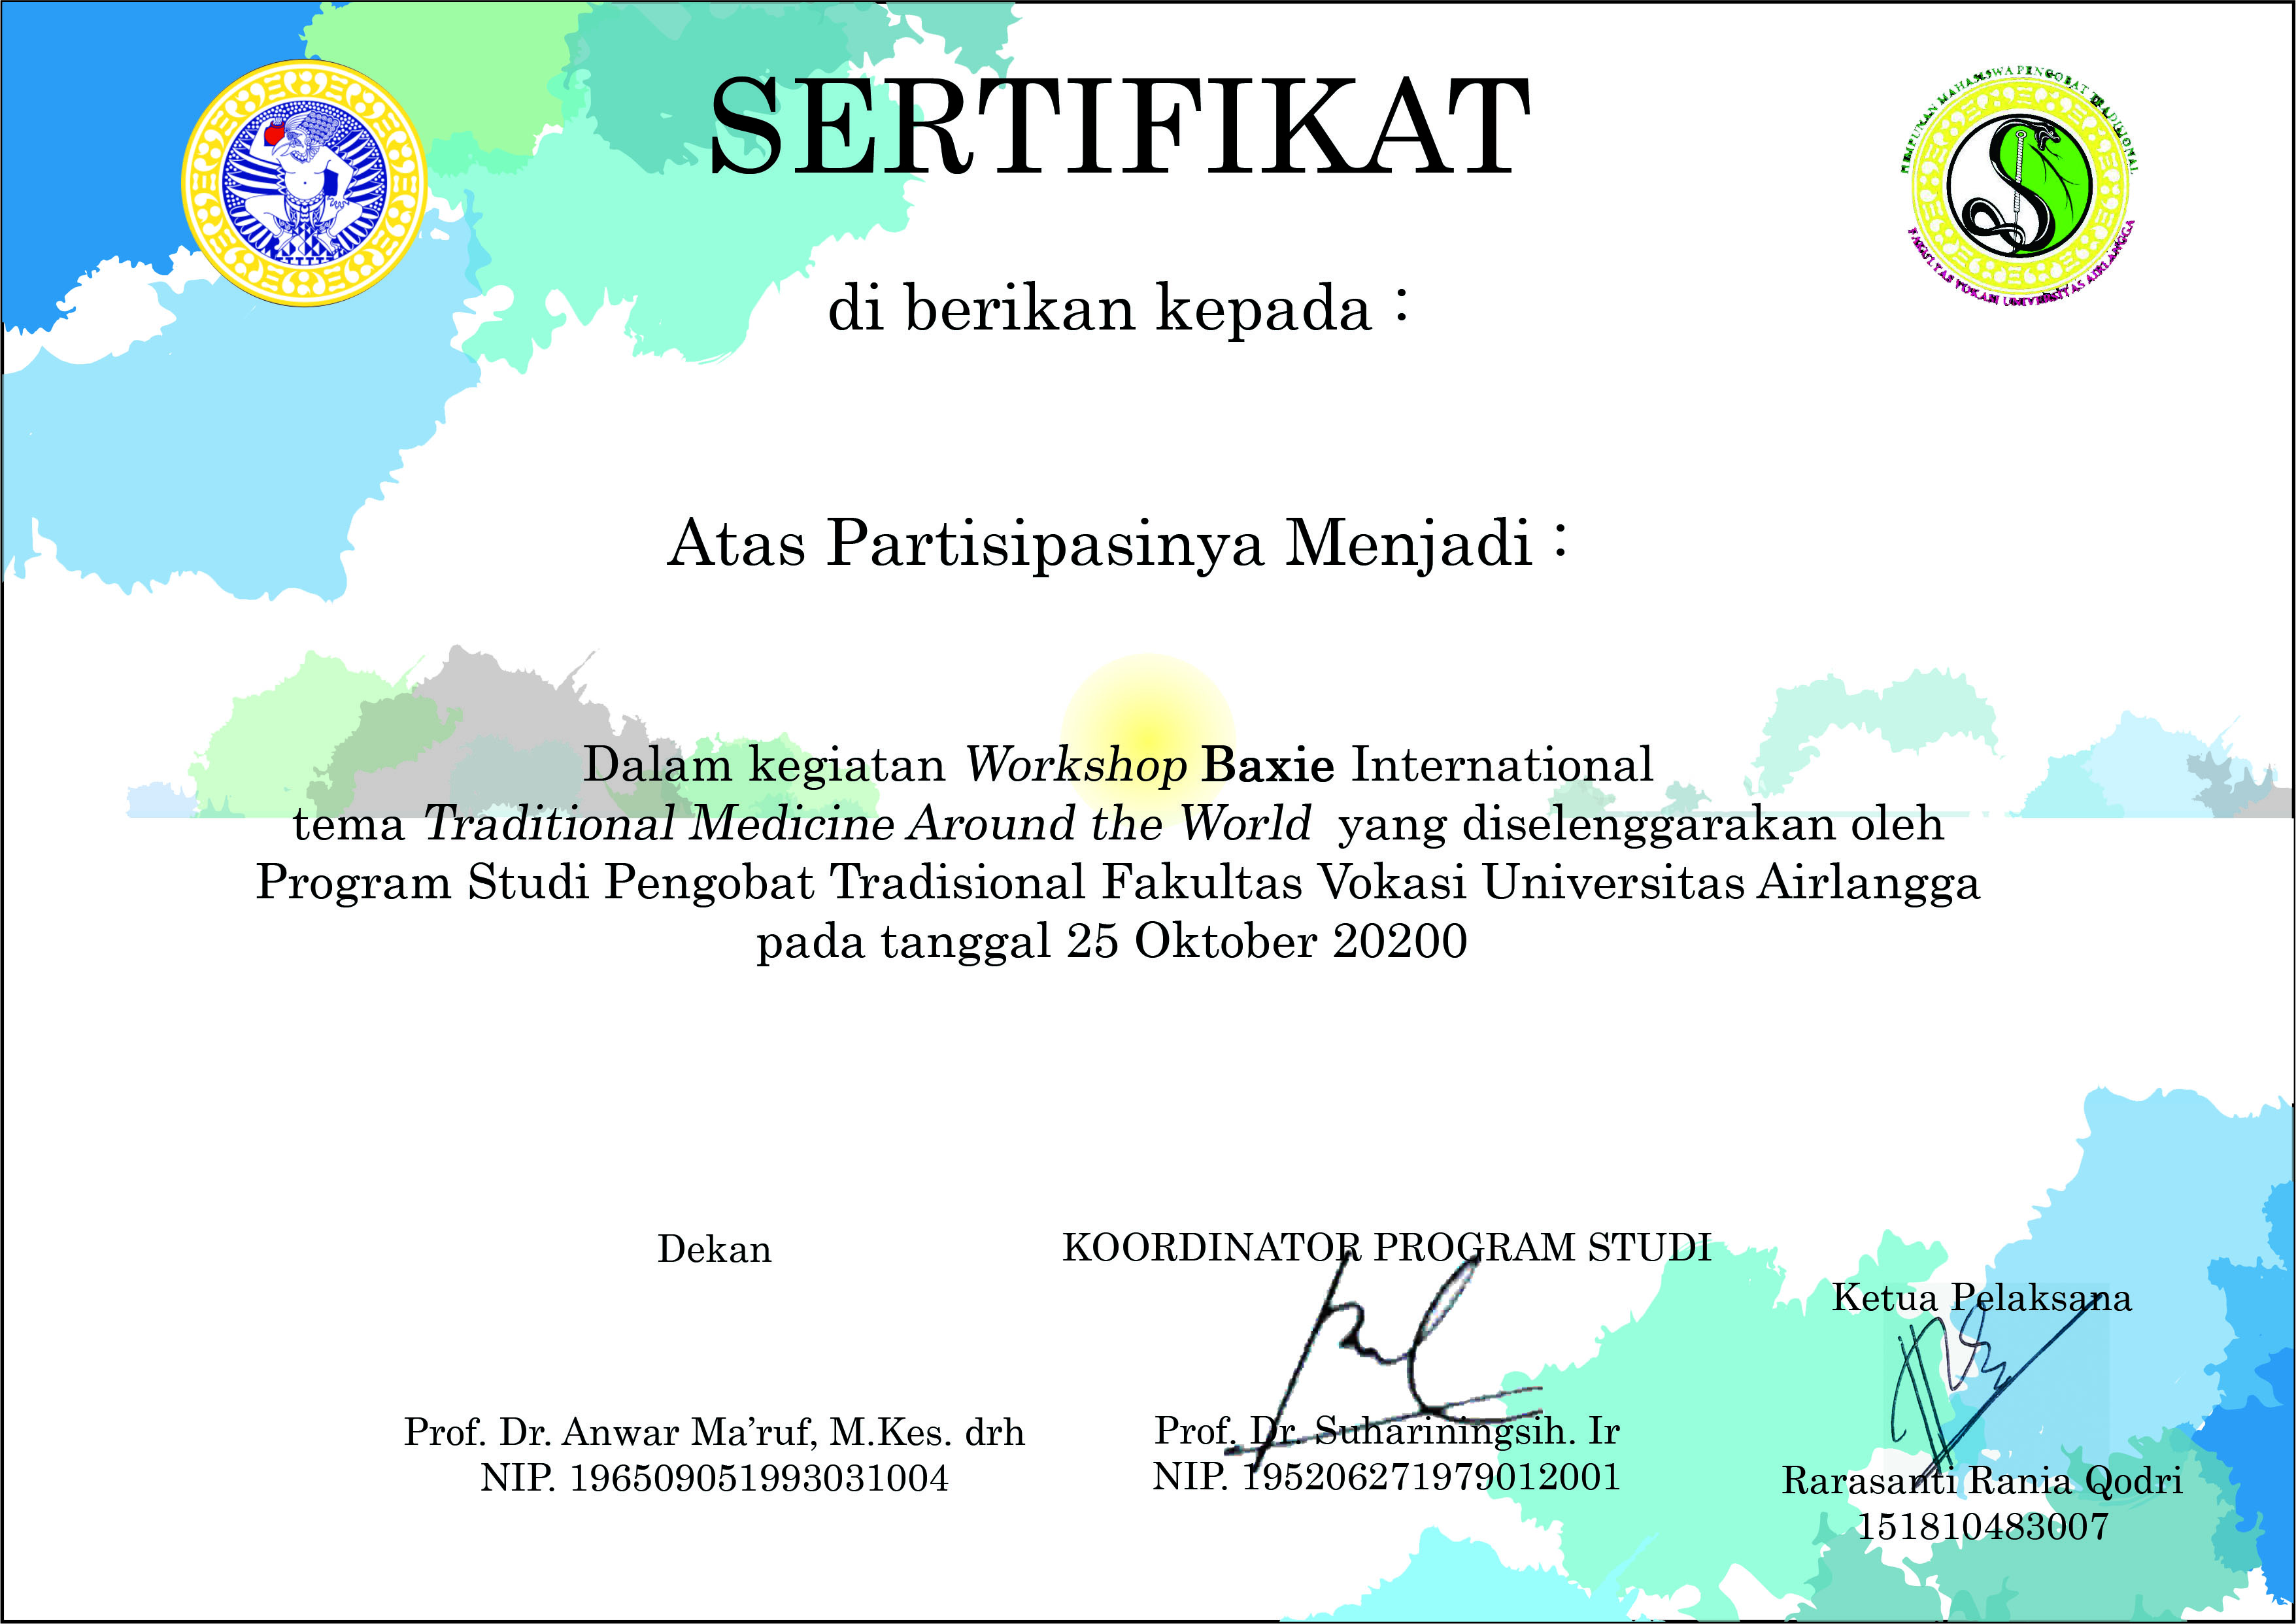 SERTIFIKAT
HIMPUNAN MAHASISWA PENGOBAT TRADISIONAL
FAKULTAS VOKASI UNIVERSITAS AIRLANGGA
di berikan kepada :
Atas Partisipasinya Menjadi :
Dalam kegiatan Workshop Baxie International
tema Traditional Medicine Around the World yang diselenggarakan oleh
Program Studi Pengobat Tradisional Fakultas Vokasi Universitas Airlangga
pada tanggal 25 Oktober 20200
Dekan
Prof. Dr. Anwar Ma’ruf, M.Kes. drh
NIP. 196509051993031004
KOORDINATOR PROGRAM STUDI
Prof. Dr. Suhariningsih. Ir
NIP. 195206271979012001
Ketua Pelaksana
Rarasanti Rania Qodri
151810483007